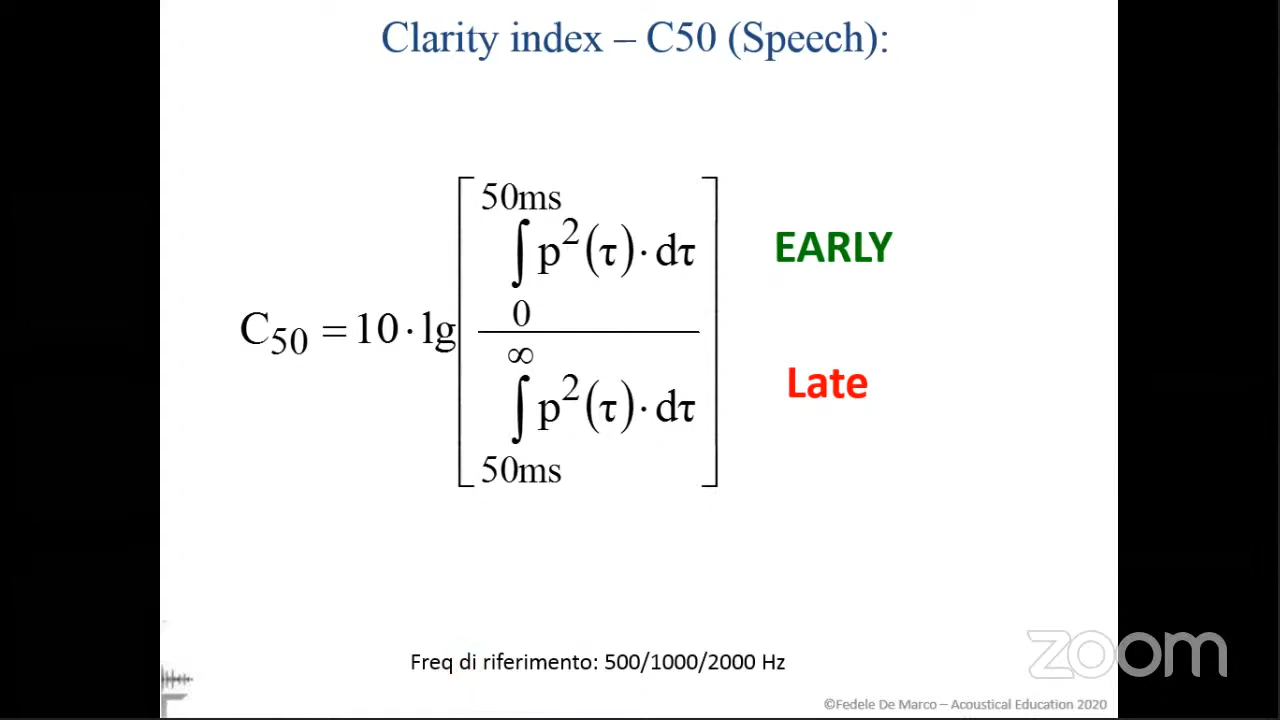 Clarity index – C50 (Speech):
50ms
∫ p²(τ)·dτ
EARLY
0
C₅₀ = 10·lg
∞
∫ p²(τ)·dτ
Late
50ms
zoom
Freq di riferimento: 500/1000/2000 Hz
©Fedele De Marco – Acoustical Education 2020